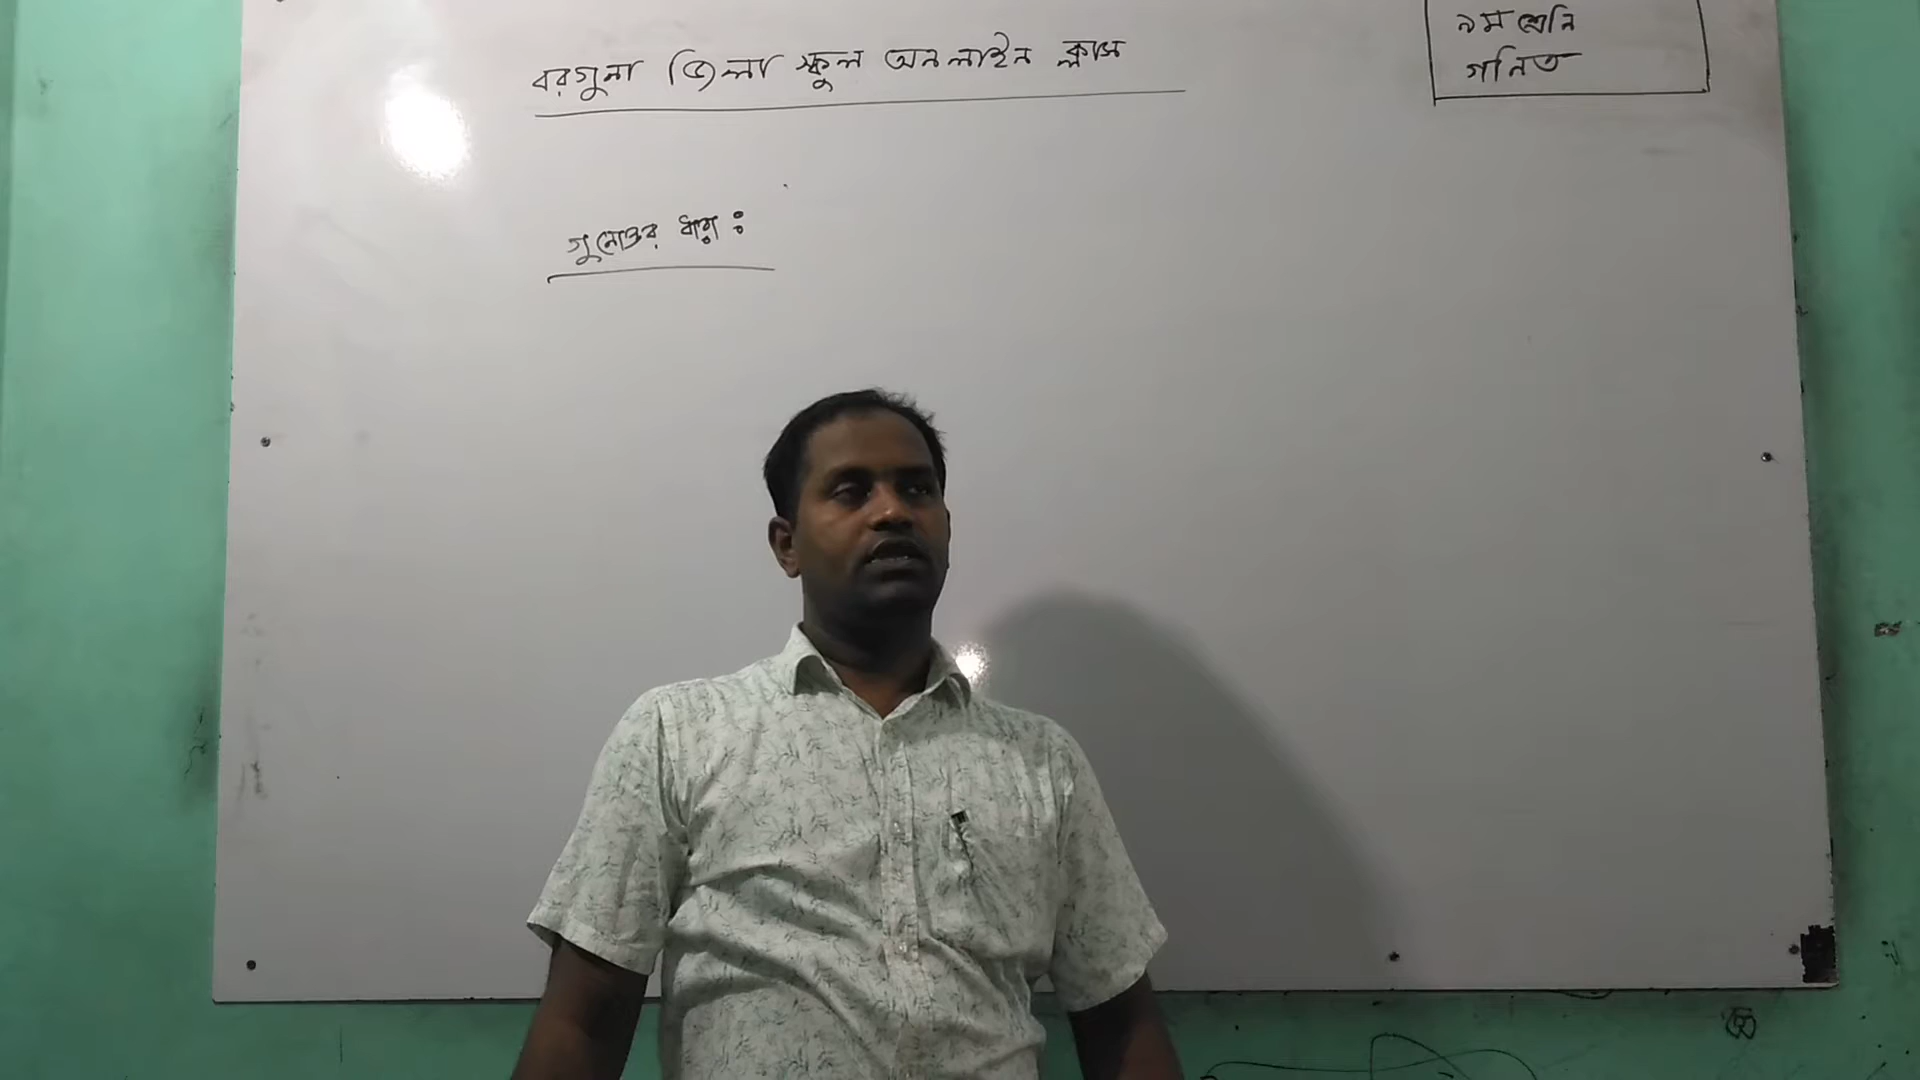 বরগুনা জিলা স্কুল অনলাইন ক্লাস
৯ম শ্রেনি
গনিত
গুনোত্তর ধারা :